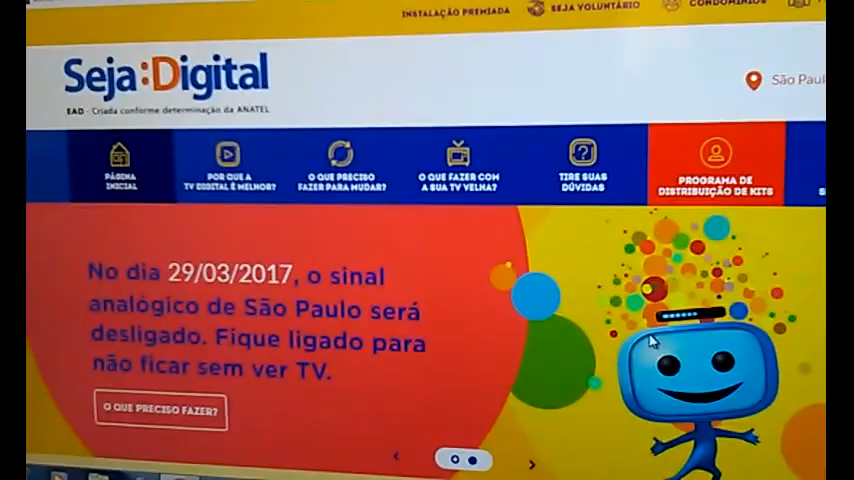 INSTALAÇÃO PREMIADA
SEJA VOLUNTÁRIO
CONDOMÍNIOS
Seja:Digital
EAD - Criada conforme determinação da ANATEL
São Paul
PÁGINA
INICIAL
POR QUE A
TV DIGITAL É MELHOR?
O QUE PRECISO
FAZER PARA MUDAR?
O QUE FAZER COM
A SUA TV VELHA?
TIRE SUAS
DÚVIDAS
PROGRAMA DE
DISTRIBUIÇÃO DE KITS
No dia 29/03/2017, o sinal
analógico de São Paulo será
desligado. Fique ligado para
não ficar sem ver TV.
O QUE PRECISO FAZER?